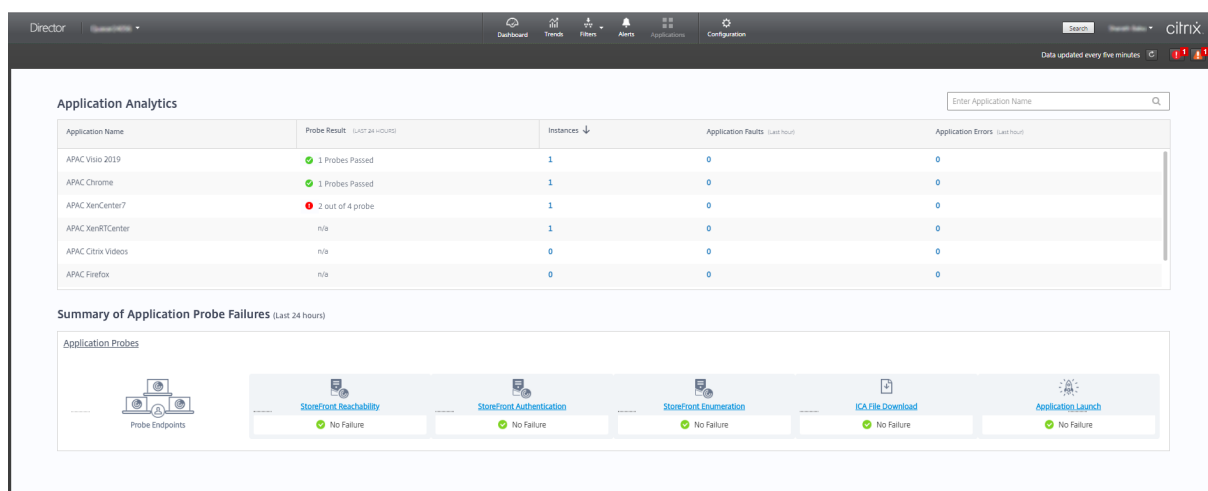 Director
Dashboard Trends Filters Alerts Applications Configuration
Search
citrix
Data updated every five minutes
1 1
Application Analytics
Enter Application Name
Application Name Probe Result (LAST 24 HOURS) Instances Application Faults (Last hour) Application Errors (Last hour)
APAC Visio 2019 1 Probes Passed 1 0 0
APAC Chrome 1 Probes Passed 1 0 0
APAC XenCenter7 2 out of 4 probe 1 0 0
APAC XenRTCenter n/a 1 0 0
APAC Citrix Videos n/a 0 0 0
APAC Firefox n/a 0 0 0
Summary of Application Probe Failures (Last 24 hours)
Application Probes
StoreFront Reachability StoreFront Authentication StoreFront Enumeration ICA File Download Application Launch
Probe Endpoints No Failure No Failure No Failure No Failure No Failure